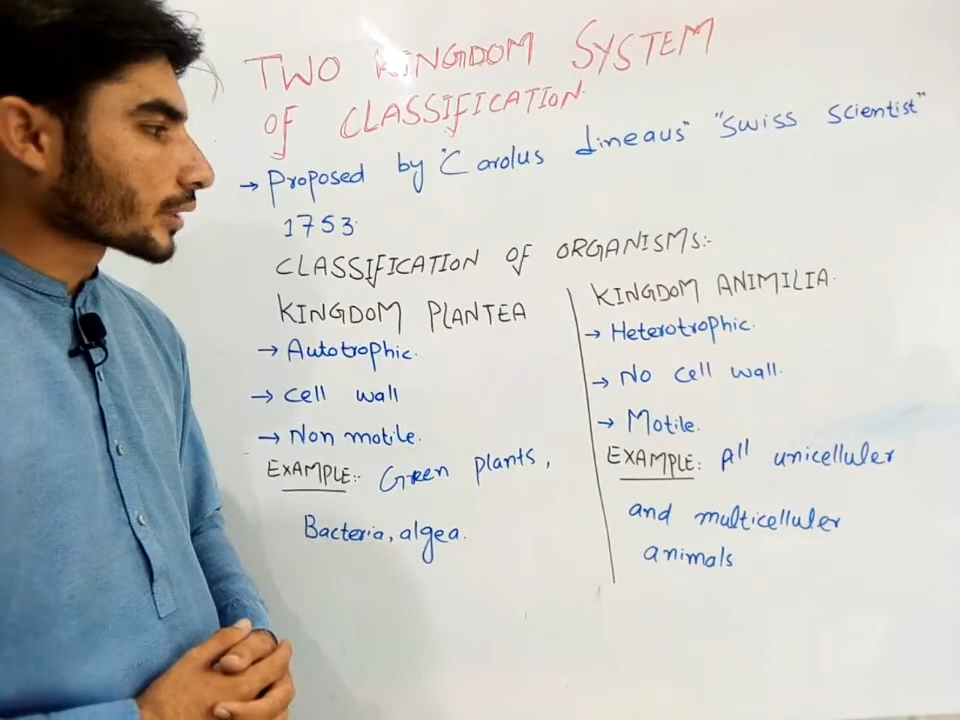 TWO KINGDOM SYSTEM
OF CLASSIFICATION.
→ Proposed by "Carolus Lineaus" "Swiss scientist"
1753.
CLASSIFICATION OF ORGANISMS:-
KINGDOM PLANTEA
→ Autotrophic.
→ cell wall
→ Non motile.
EXAMPLE:- Green plants,
Bacteria, algea.
KINGDOM ANIMILIA.
→ Heterotrophic.
→ No cell wall.
→ Motile.
EXAMPLE: All unicelluler
and multicelluler
animals